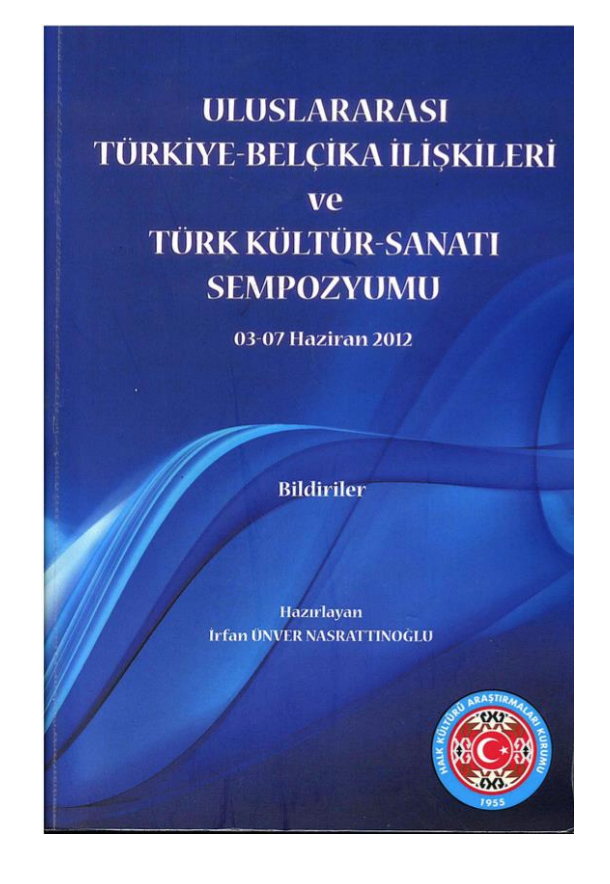 ULUSLARARASI
TÜRKİYE-BELÇİKA İLİŞKİLERİ
ve
TÜRK KÜLTÜR-SANATI
SEMPOZYUMU
03-07 Haziran 2012
Bildiriler
Hazırlayan
İrfan ÜNVER NASRATTINOĞLU
HALK KÜLTÜRÜ ARAŞTIRMALARI KURUMU
1955